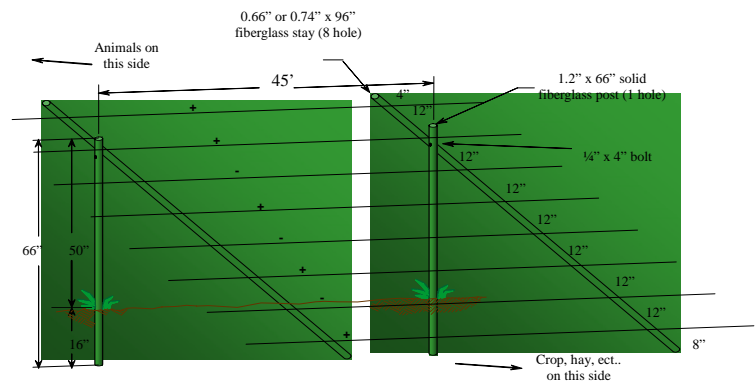 0.66” or 0.74” x 96”
fiberglass stay (8 hole)
Animals on
this side
45’
1.2” x 66” solid
fiberglass post (1 hole)
4”
12”
+
+
¼” x 4” bolt
12”
-
12”
+
12”
-
12”
66”
50”
+
12”
-
12”
16”
+
8”
Crop, hay, ect..
on this side